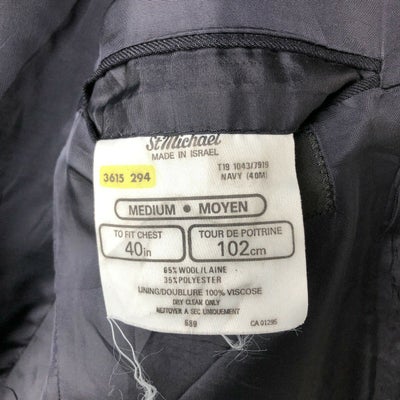 St Michael
MADE IN ISRAEL
3615 294
T19 1043/7919
NAVY (40M)
MEDIUM • MOYEN
TO FIT CHEST
40in
TOUR DE POITRINE
102cm
65% WOOL/LAINE
35% POLYESTER
LINING/DOUBLURE 100% VISCOSE
DRY CLEAN ONLY
NETTOYER A SEC UNIQUEMENT
689
CA 01295